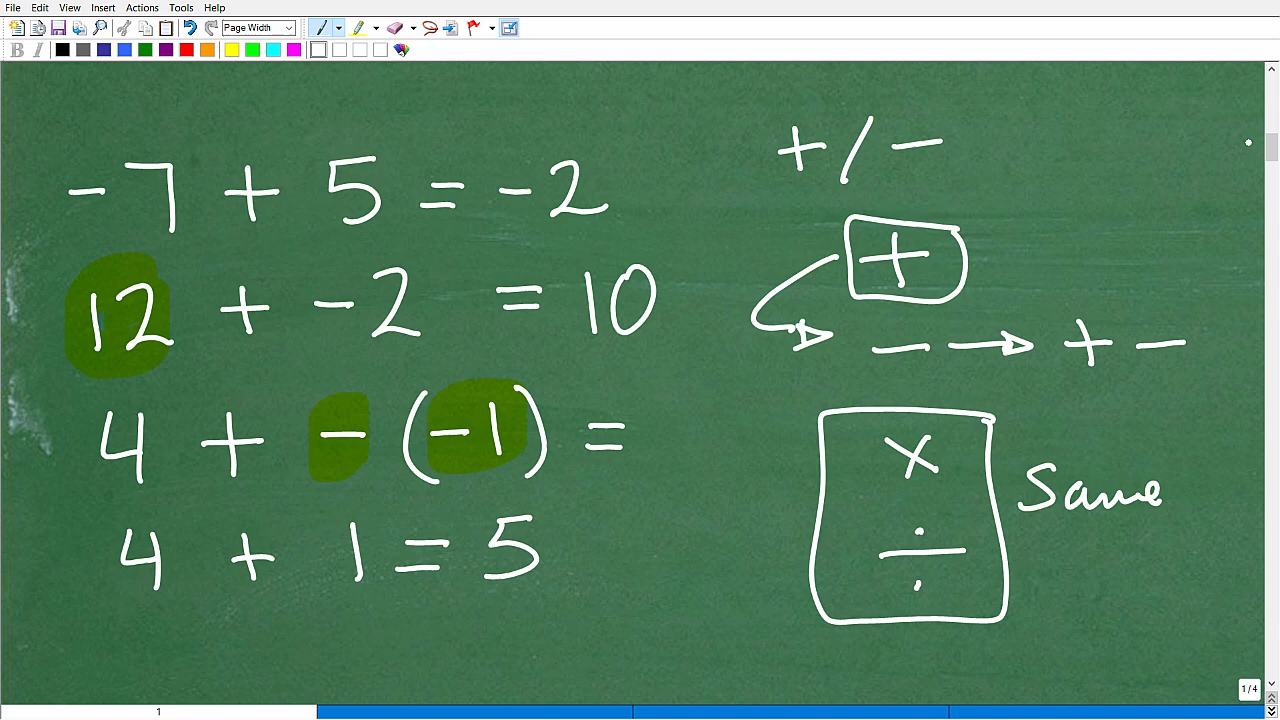 File Edit View Insert Actions Tools Help
Page Width
B I
-7 + 5 = -2
12 + -2 = 10
4 + -(-1) =
4 + 1 = 5
+/-
+
- → + -
×
÷
Same
1/4
1